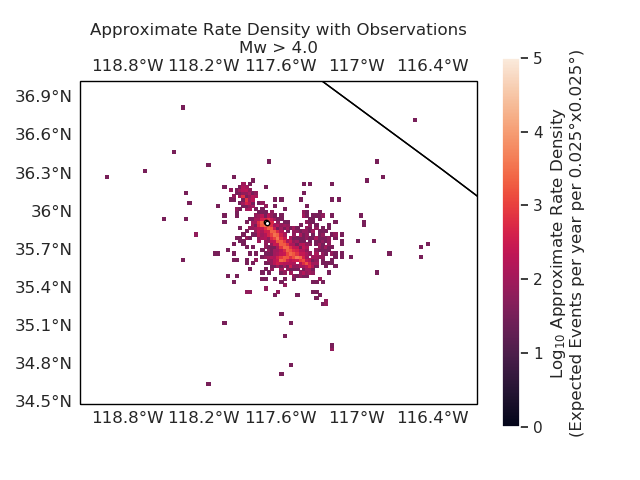 Approximate Rate Density with Observations
Mw > 4.0
118.8°W 118.2°W 117.6°W 117°W 116.4°W
36.9°N
36.6°N
36.3°N
36°N
35.7°N
35.4°N
35.1°N
34.8°N
34.5°N
118.8°W 118.2°W 117.6°W 117°W 116.4°W
5
4
3
2
1
0
Log₁₀ Approximate Rate Density
(Expected Events per year per 0.025°x0.025°)